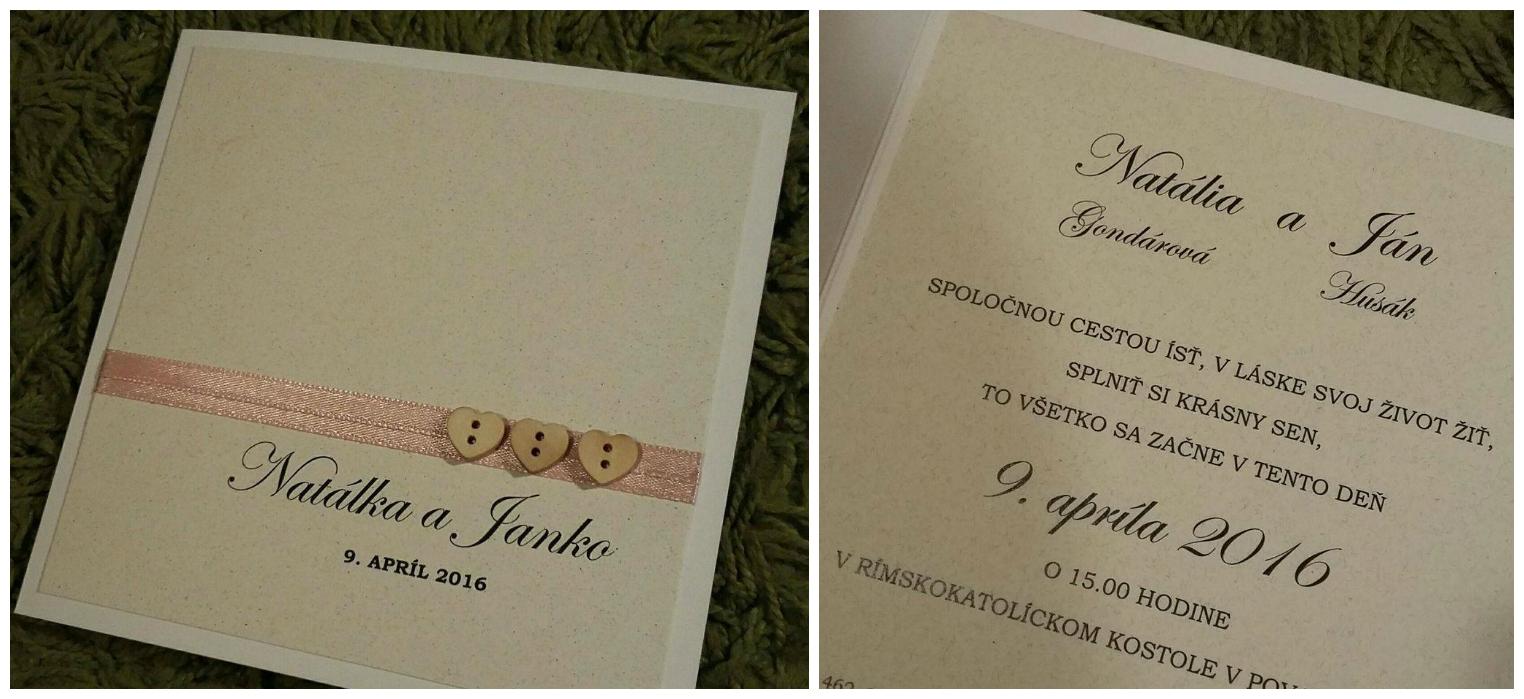 Natálka a Janko
9. APRÍL 2016
Natália a Ján
Gondárová Husák
SPOLOČNOU CESTOU ÍSŤ, V LÁSKE SVOJ ŽIVOT ŽIŤ,
SPLNIŤ SI KRÁSNY SEN,
TO VŠETKO SA ZAČNE V TENTO DEŇ
9. apríla 2016
O 15.00 HODINE
V RÍMSKOKATOLÍCKOM KOSTOLE V